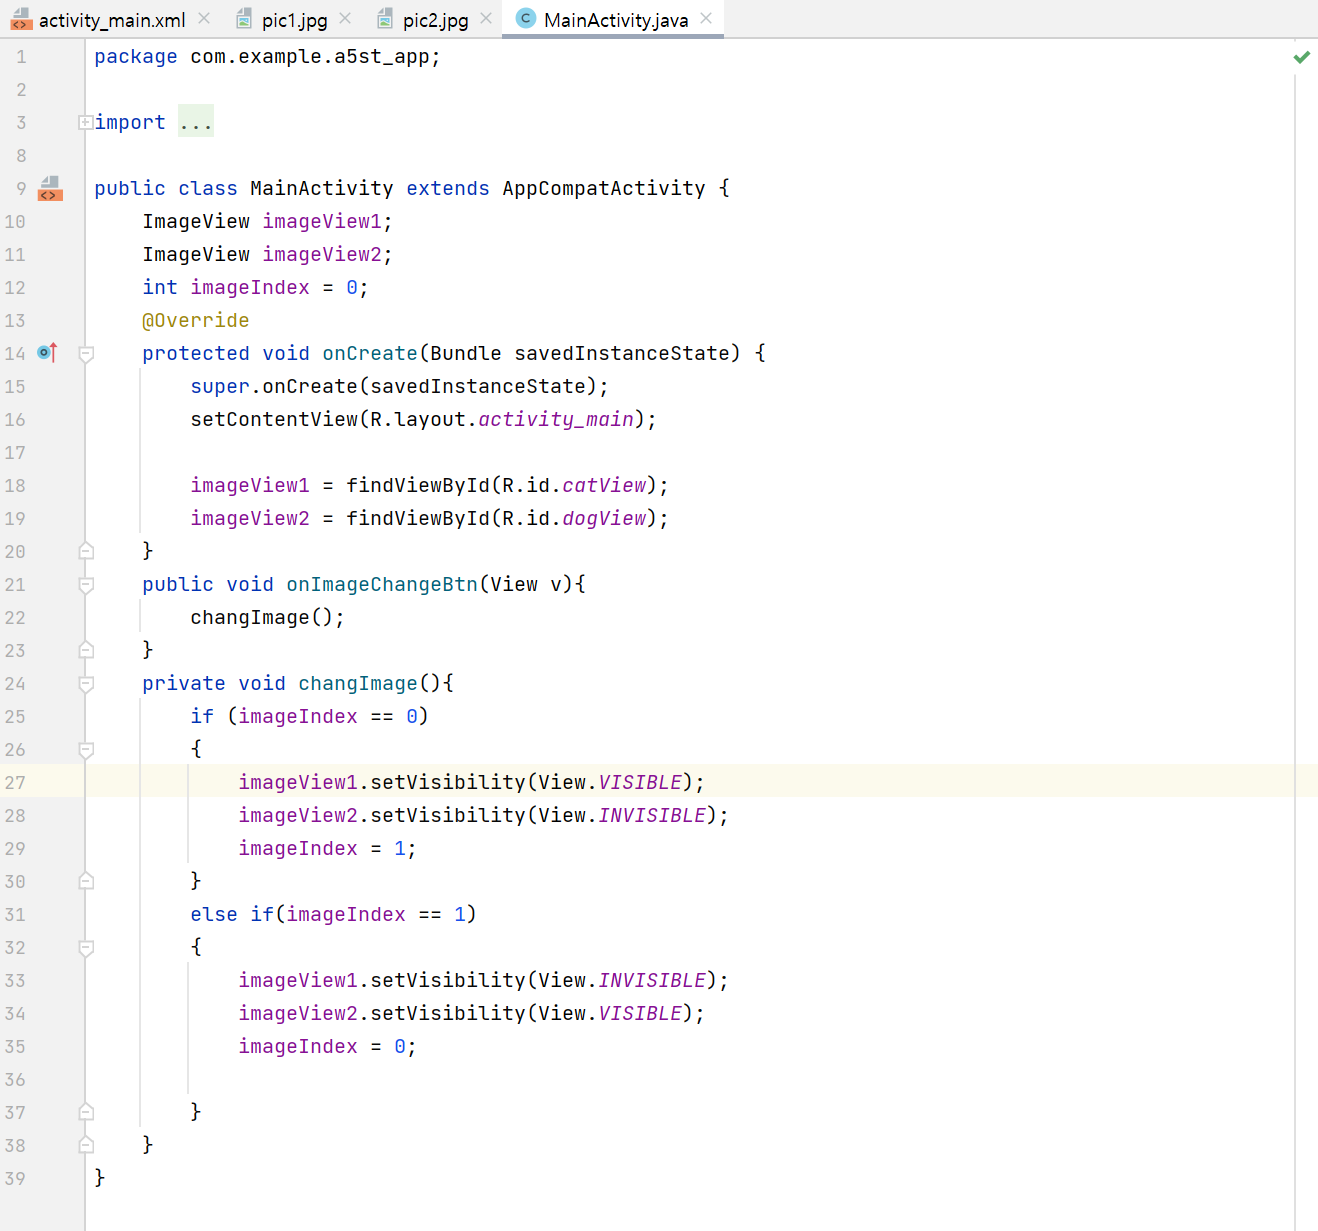 activity_main.xml pic1.jpg pic2.jpg C MainActivity.java
1 package com.example.a5st_app;
2
3 import ...
8
9 public class MainActivity extends AppCompatActivity {
10 ImageView imageView1;
11 ImageView imageView2;
12 int imageIndex = 0;
13 @Override
14 protected void onCreate(Bundle savedInstanceState) {
15 super.onCreate(savedInstanceState);
16 setContentView(R.layout.activity_main);
17
18 imageView1 = findViewById(R.id.catView);
19 imageView2 = findViewById(R.id.dogView);
20 }
21 public void onImageChangeBtn(View v){
22 changImage();
23 }
24 private void changImage(){
25 if (imageIndex == 0)
26 {
27 imageView1.setVisibility(View.VISIBLE);
28 imageView2.setVisibility(View.INVISIBLE);
29 imageIndex = 1;
30 }
31 else if(imageIndex == 1)
32 {
33 imageView1.setVisibility(View.INVISIBLE);
34 imageView2.setVisibility(View.VISIBLE);
35 imageIndex = 0;
36
37 }
38 }
39 }